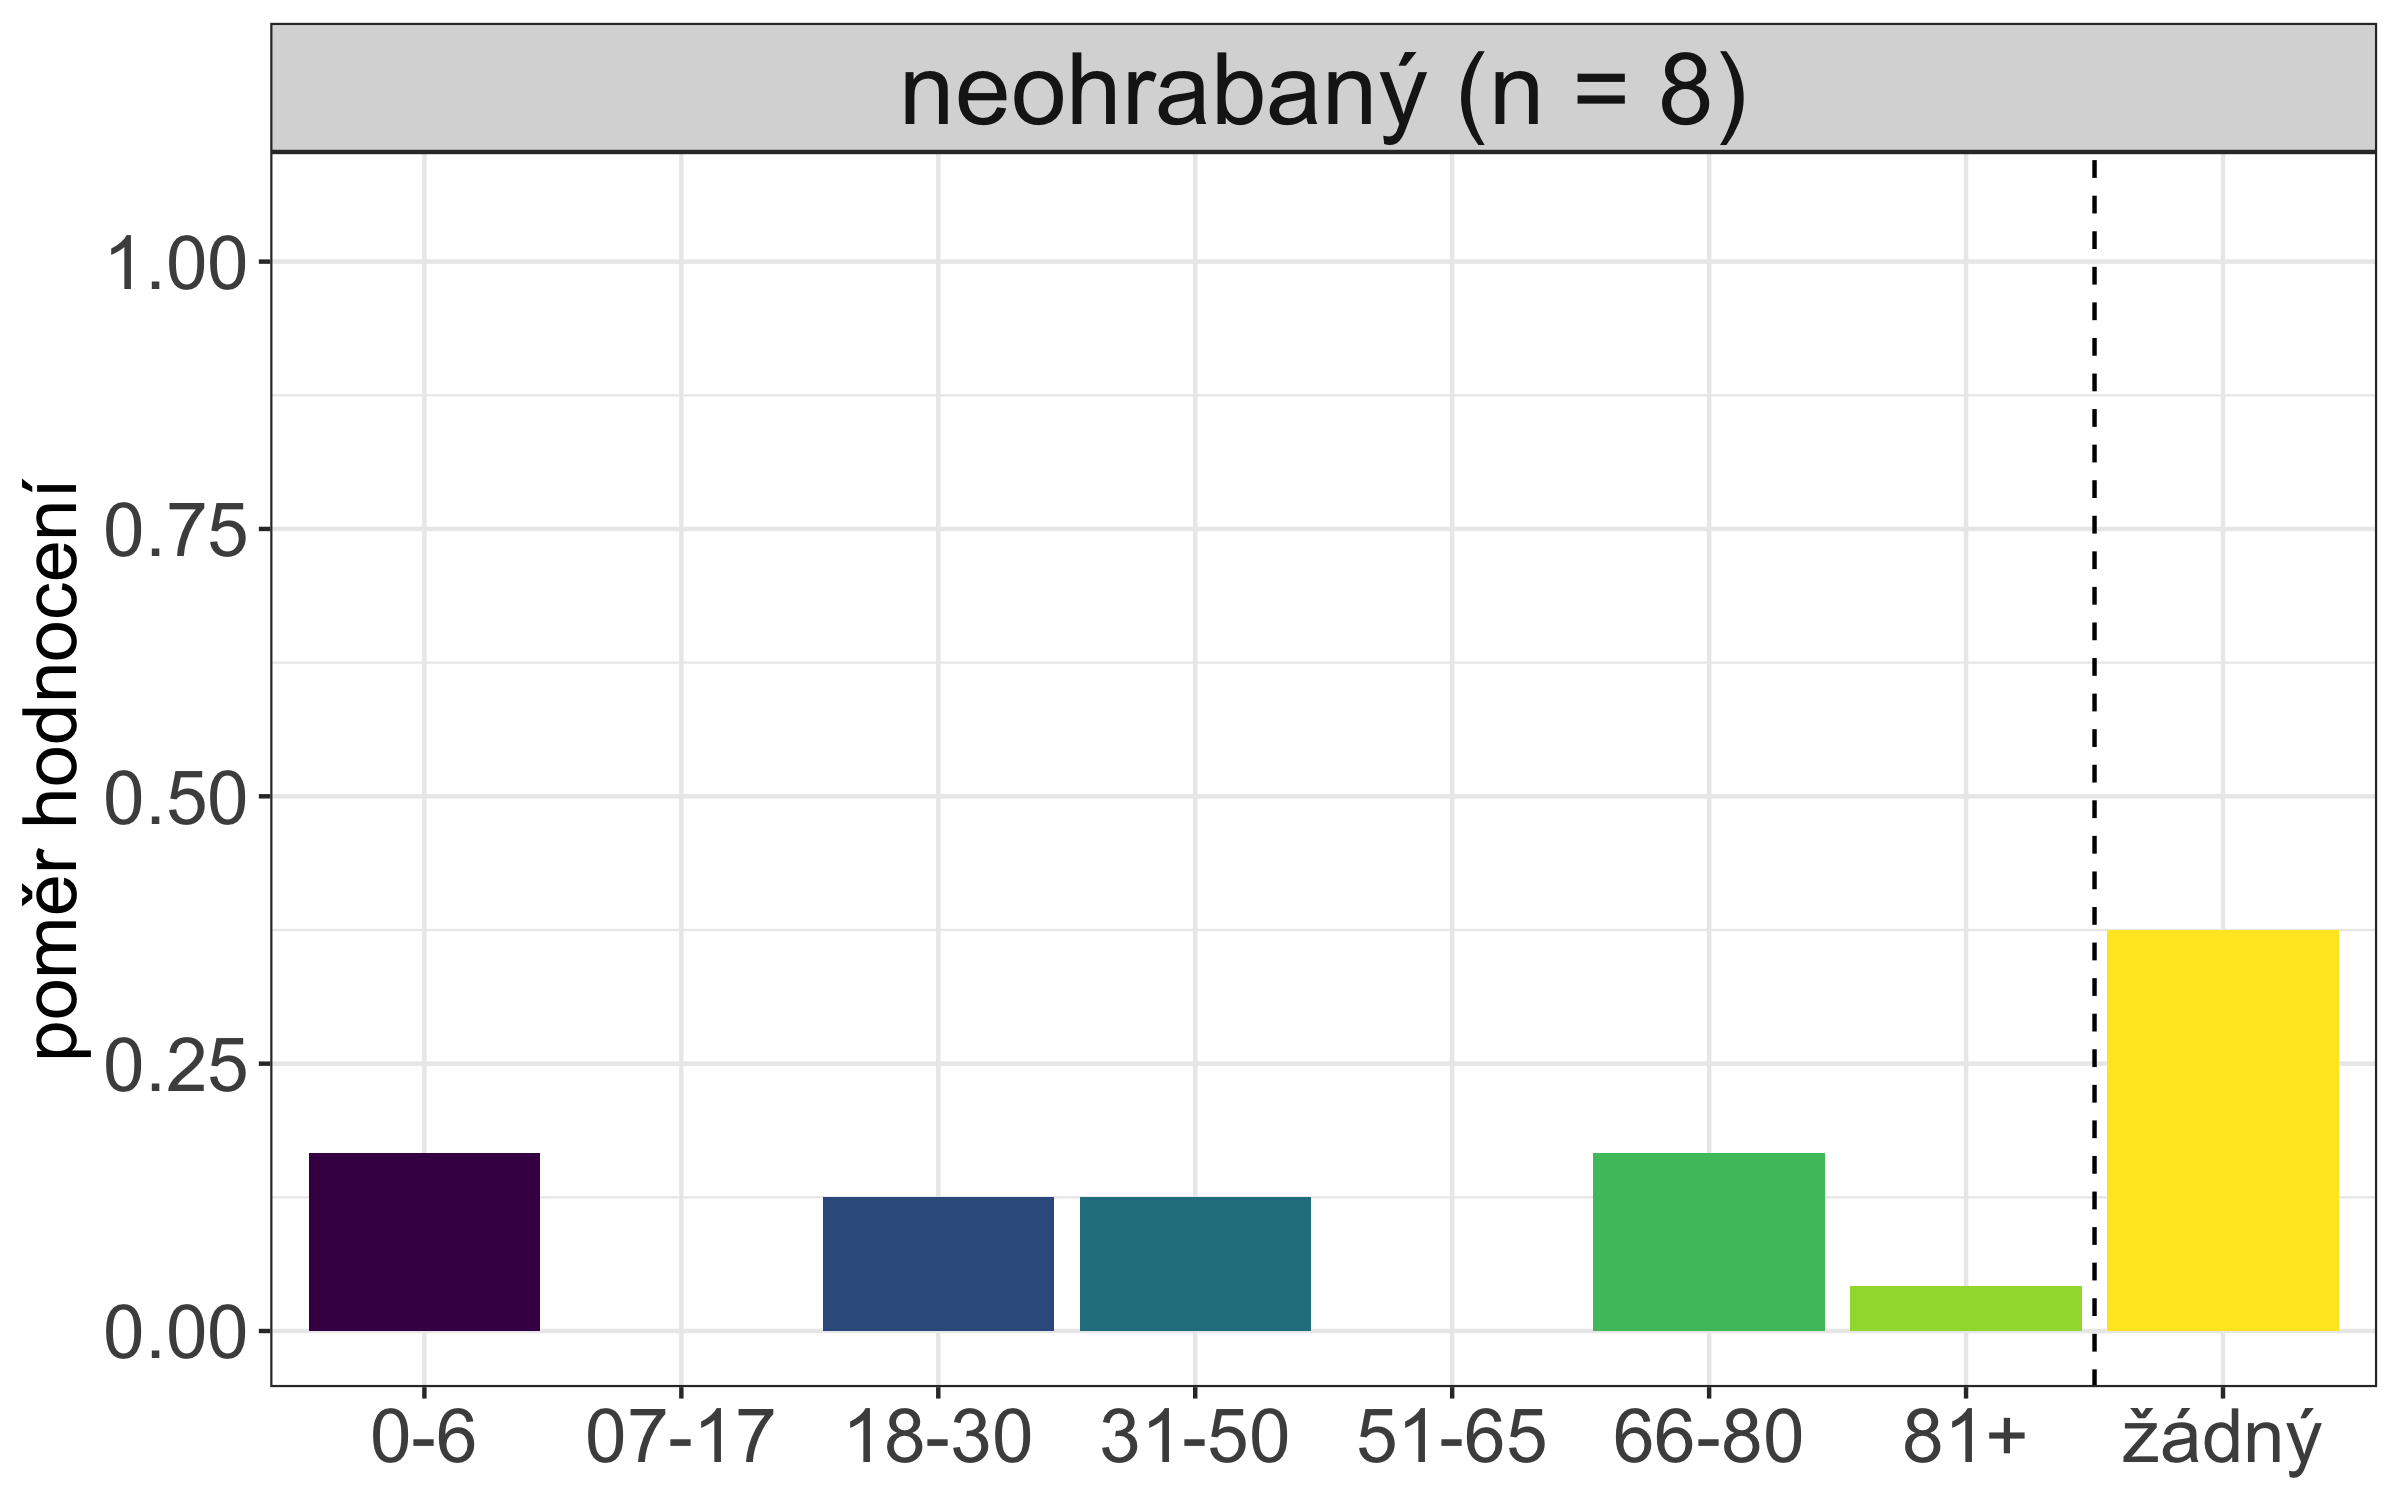 neohrabaný (n = 8)
poměr hodnocení
1.00
0.75
0.50
0.25
0.00
0-6 07-17 18-30 31-50 51-65 66-80 81+ žádný